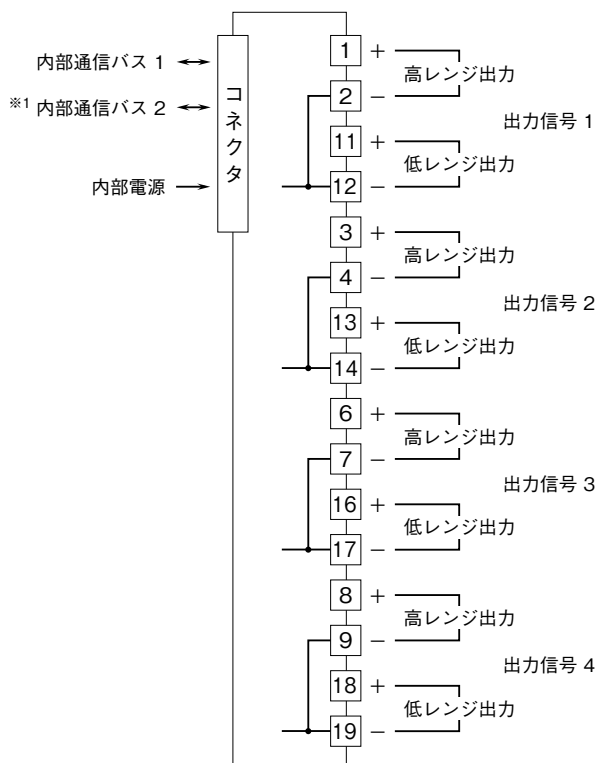 内部通信バス 1
※1 内部通信バス 2
内部電源
コネクタ
1 +
高レンジ出力
2 −
出力信号 1
11 +
低レンジ出力
12 −
3 +
高レンジ出力
4 −
出力信号 2
13 +
低レンジ出力
14 −
6 +
高レンジ出力
7 −
出力信号 3
16 +
低レンジ出力
17 −
8 +
高レンジ出力
9 −
出力信号 4
18 +
低レンジ出力
19 −